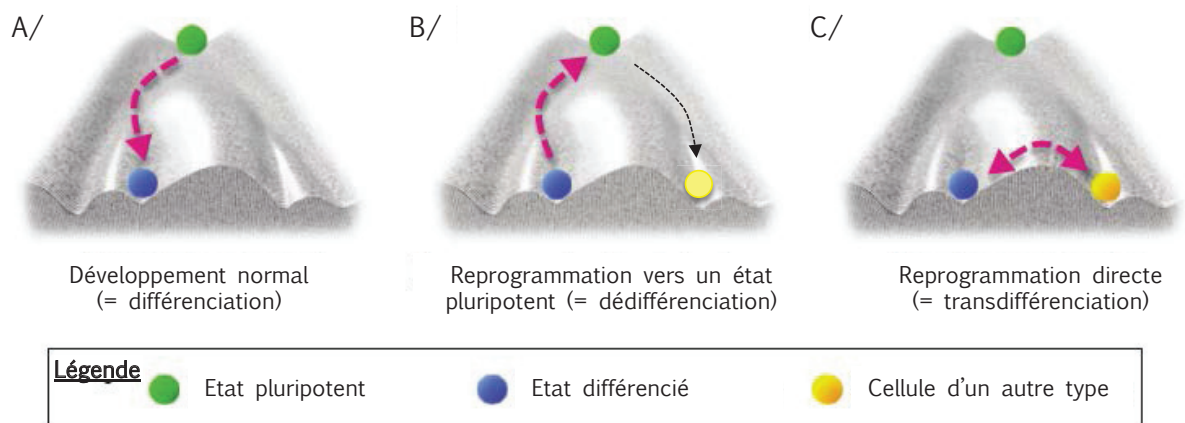 A/
B/
C/
Développement normal
(= différenciation)
Reprogrammation vers un état
pluripotent (= dédifférenciation)
Reprogrammation directe
(= transdifférenciation)
Légende
Etat pluripotent
Etat différencié
Cellule d'un autre type